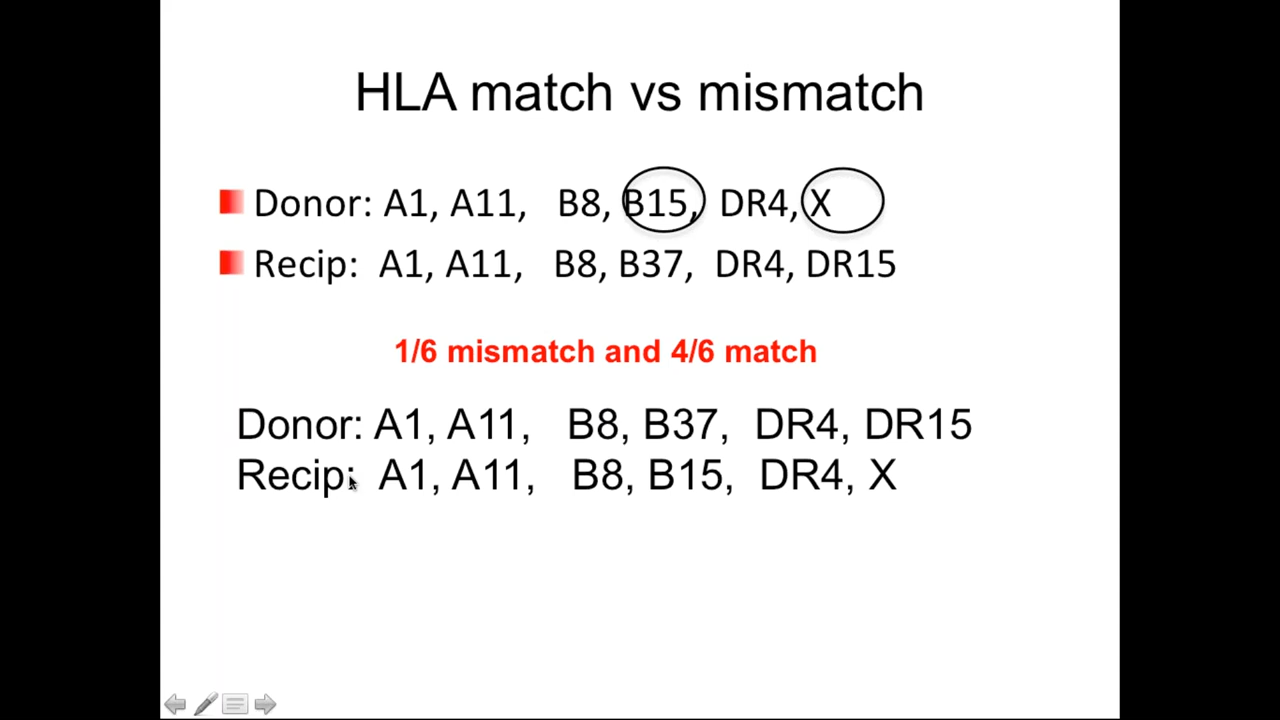 HLA match vs mismatch
Donor: A1, A11, B8, B15, DR4, X
Recip: A1, A11, B8, B37, DR4, DR15
1/6 mismatch and 4/6 match
Donor: A1, A11, B8, B37, DR4, DR15
Recip: A1, A11, B8, B15, DR4, X